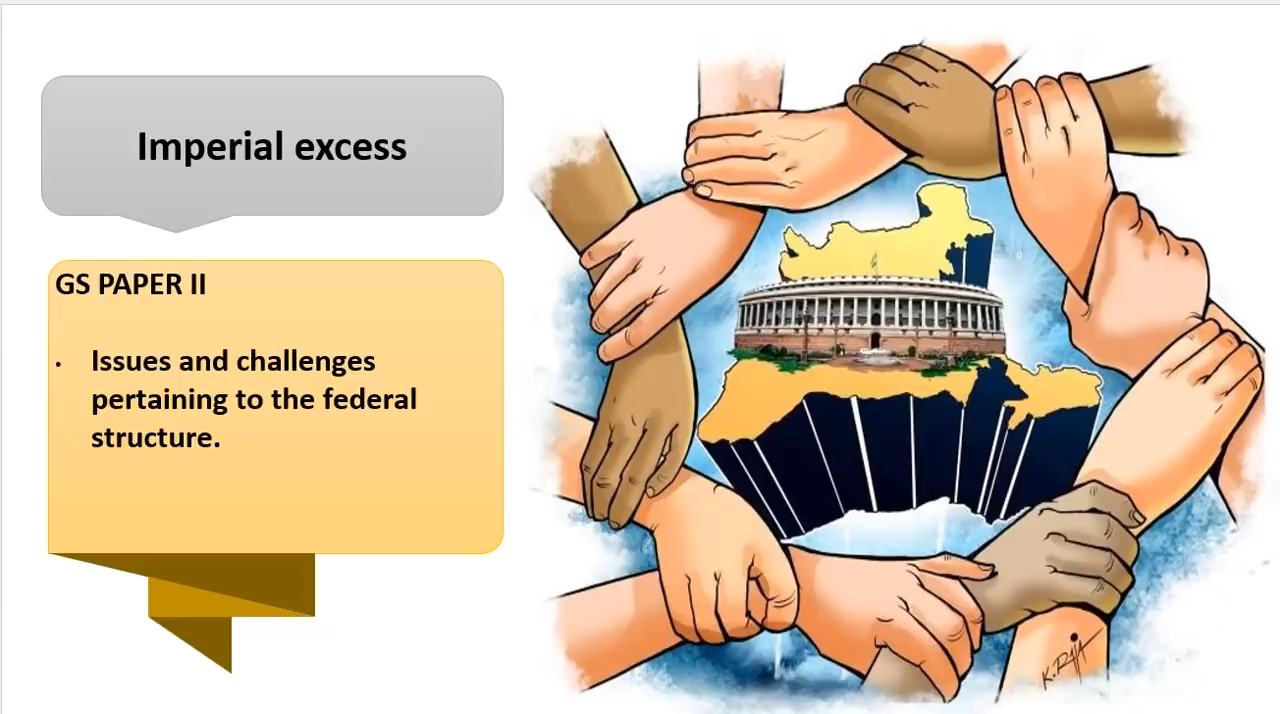 Imperial excess
GS PAPER II
• Issues and challenges
pertaining to the federal
structure.
K. RAJA